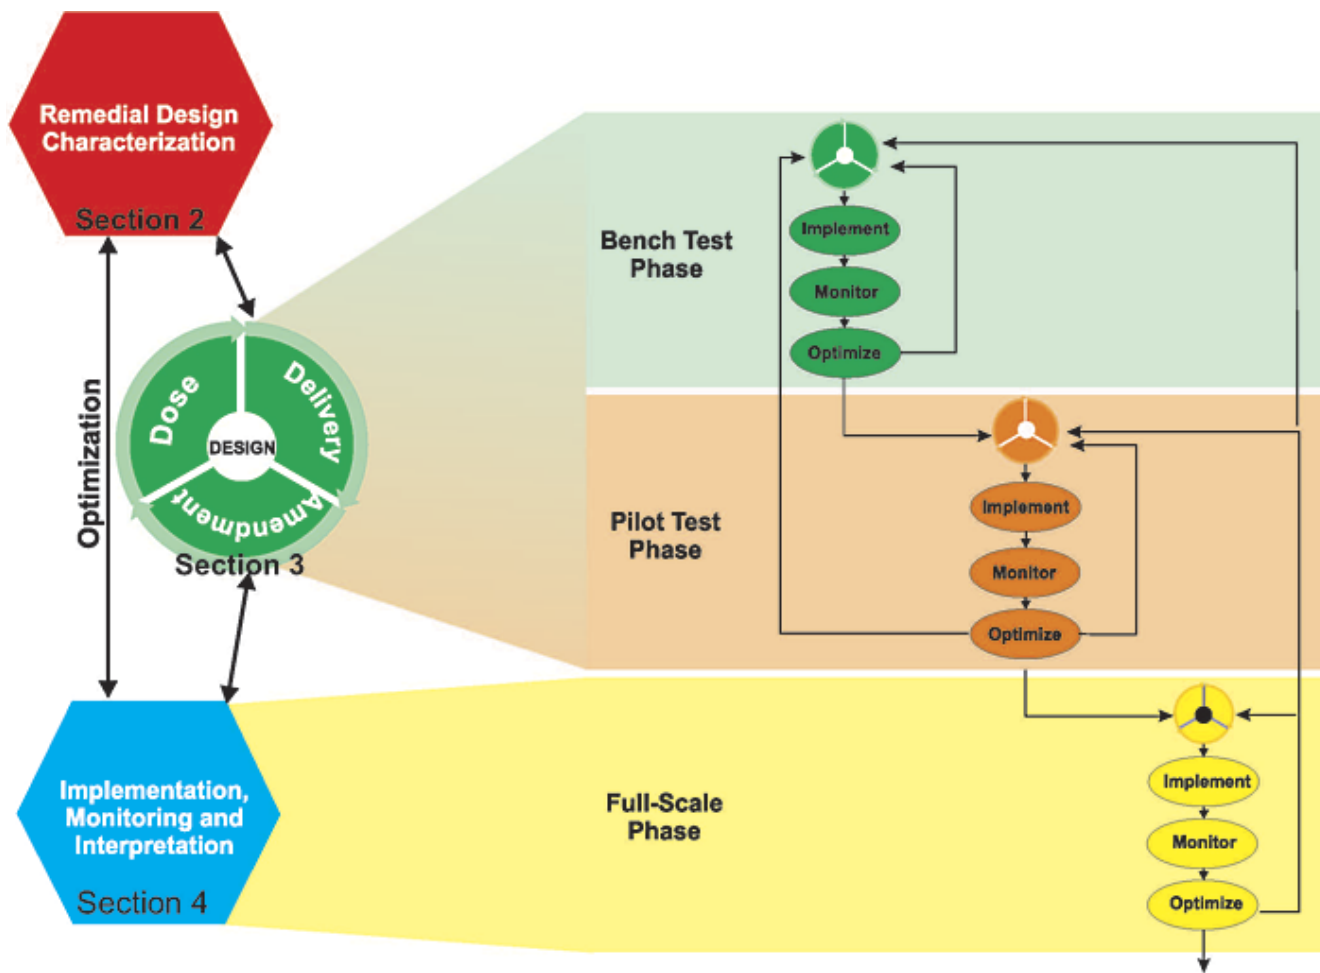 Remedial Design
Characterization
Section 2
Optimization
Dose
Delivery
Amendment
DESIGN
Section 3
Implementation,
Monitoring and
Interpretation
Section 4
Bench Test
Phase
Implement
Monitor
Optimize
Pilot Test
Phase
Implement
Monitor
Optimize
Full-Scale
Phase
Implement
Monitor
Optimize